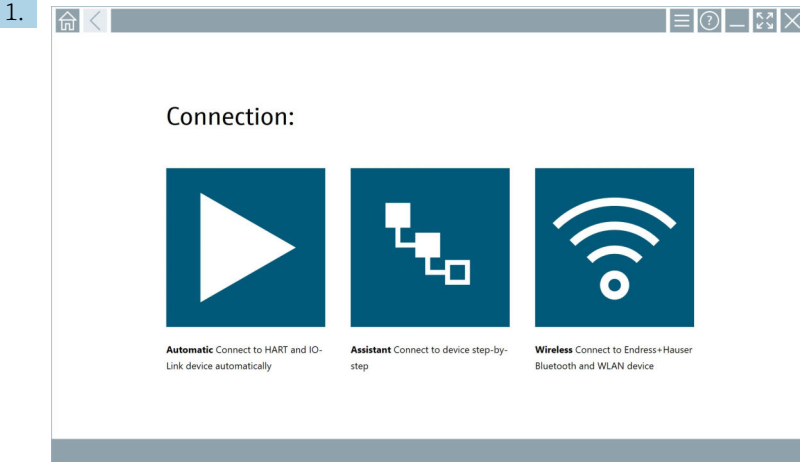 1.
Connection:
Automatic Connect to HART and IO-
Link device automatically
Assistant Connect to device step-by-
step
Wireless Connect to Endress+Hauser
Bluetooth and WLAN device